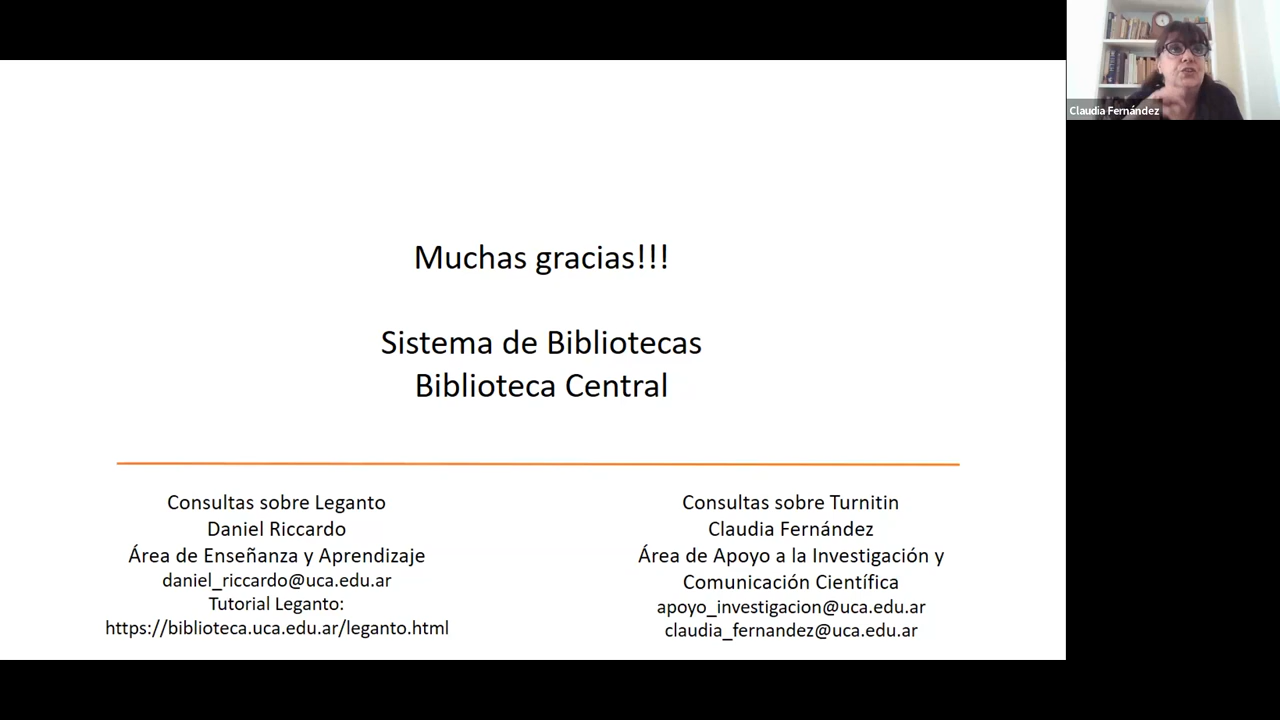 Muchas gracias!!!
Sistema de Bibliotecas
Biblioteca Central
Consultas sobre Leganto
Daniel Riccardo
Área de Enseñanza y Aprendizaje
daniel_riccardo@uca.edu.ar
Tutorial Leganto:
https://biblioteca.uca.edu.ar/leganto.html
Consultas sobre Turnitin
Claudia Fernández
Área de Apoyo a la Investigación y
Comunicación Científica
apoyo_investigacion@uca.edu.ar
claudia_fernandez@uca.edu.ar
Claudia Fernández